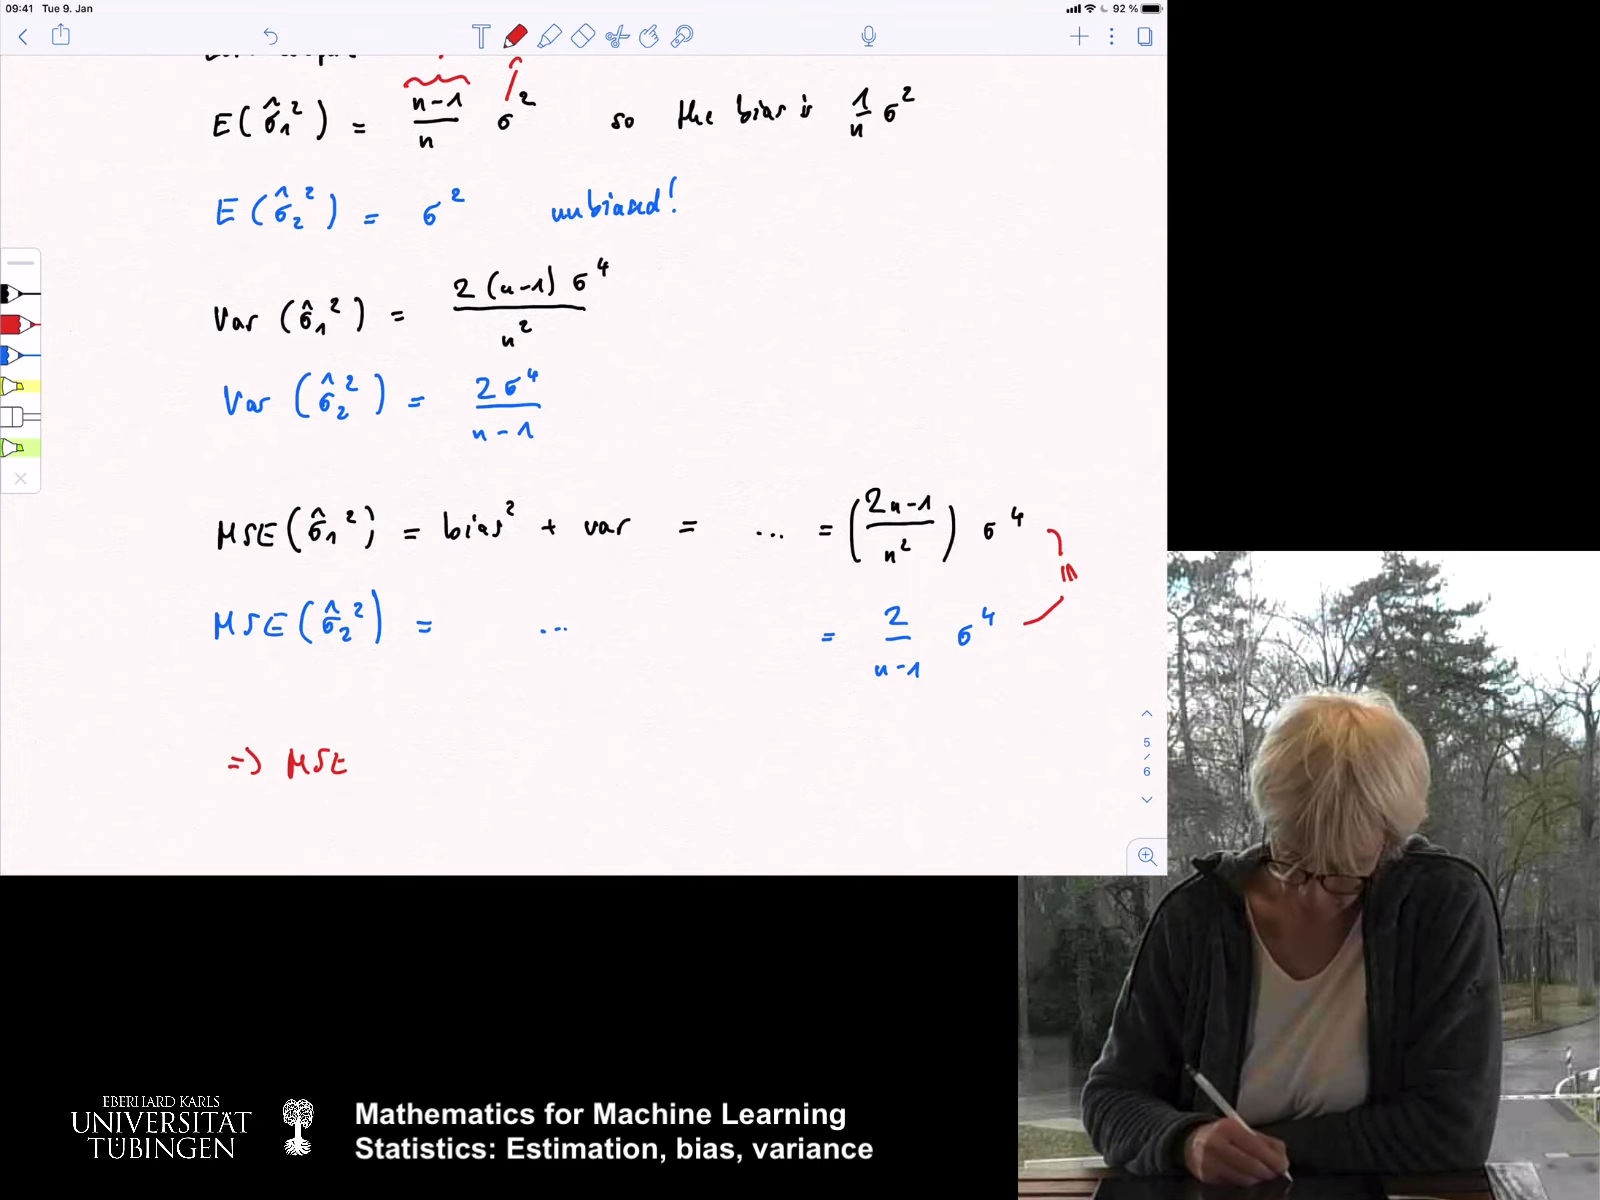 09:41 Tue 9. Jan
92 %
E(σ̂₁²) = (n-1)/n σ² so the bias is 1/n σ²
E(σ̂₂²) = σ² unbiased!
Var(σ̂₁²) = 2(n-1)σ⁴/n²
Var(σ̂₂²) = 2σ⁴/(n-1)
MSE(σ̂₁²) = bias² + var = ... = ((2n-1)/n²) σ⁴
MSE(σ̂₂²) = ... = 2/(n-1) σ⁴
⇒ MSE
5
/
6
EBERHARD KARLS
UNIVERSITÄT
TÜBINGEN
Mathematics for Machine Learning
Statistics: Estimation, bias, variance